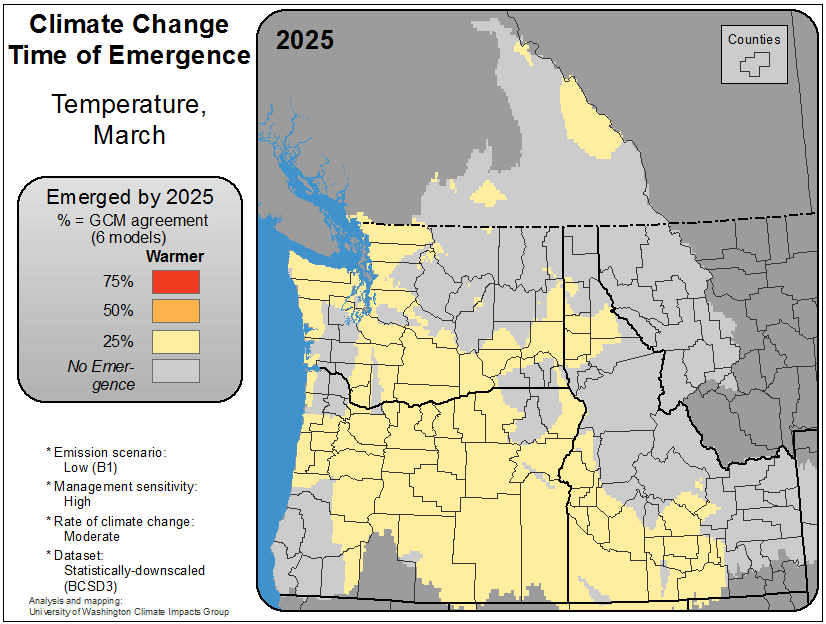 Climate Change
Time of Emergence
Temperature,
March
Emerged by 2025
% = GCM agreement
(6 models)
Warmer
75%
50%
25%
No Emer-
gence
* Emission scenario:
Low (B1)
* Management sensitivity:
High
* Rate of climate change:
Moderate
* Dataset:
Statistically-downscaled
(BCSD3)
Analysis and mapping:
University of Washington Climate Impacts Group
2025
Counties